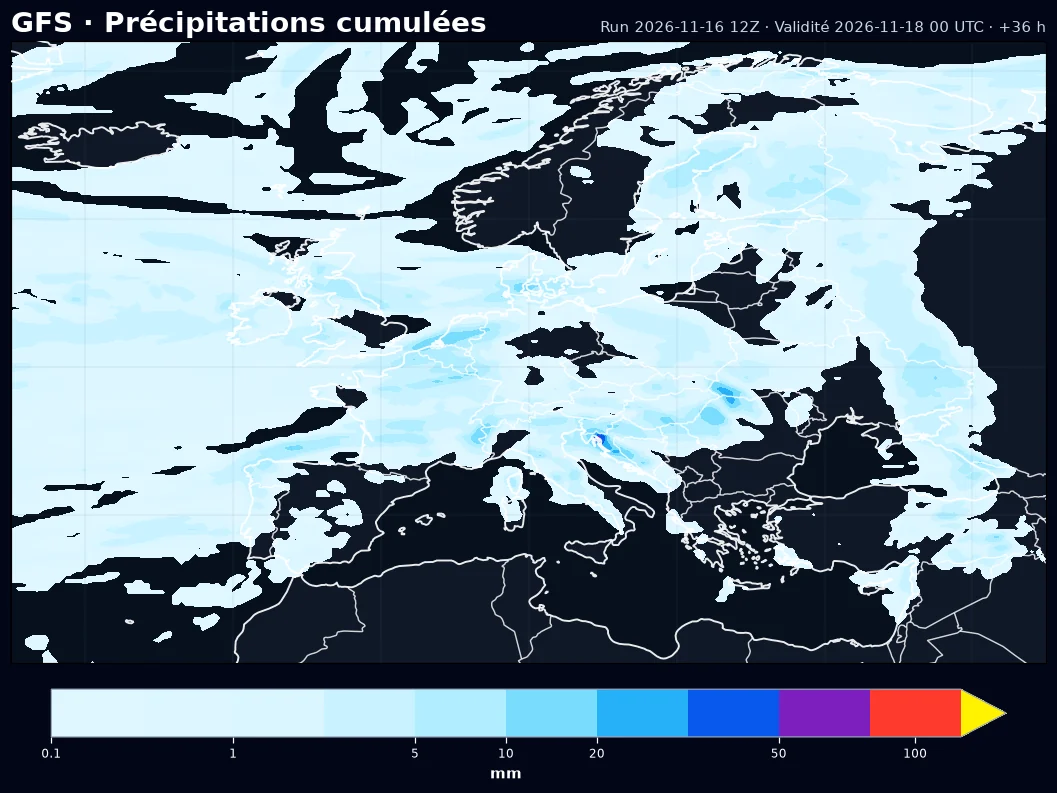 GFS · Précipitations cumulées
Run 2026-11-16 12Z · Validité 2026-11-18 00 UTC · +36 h
0.1 1 5 10 20 50 100
mm